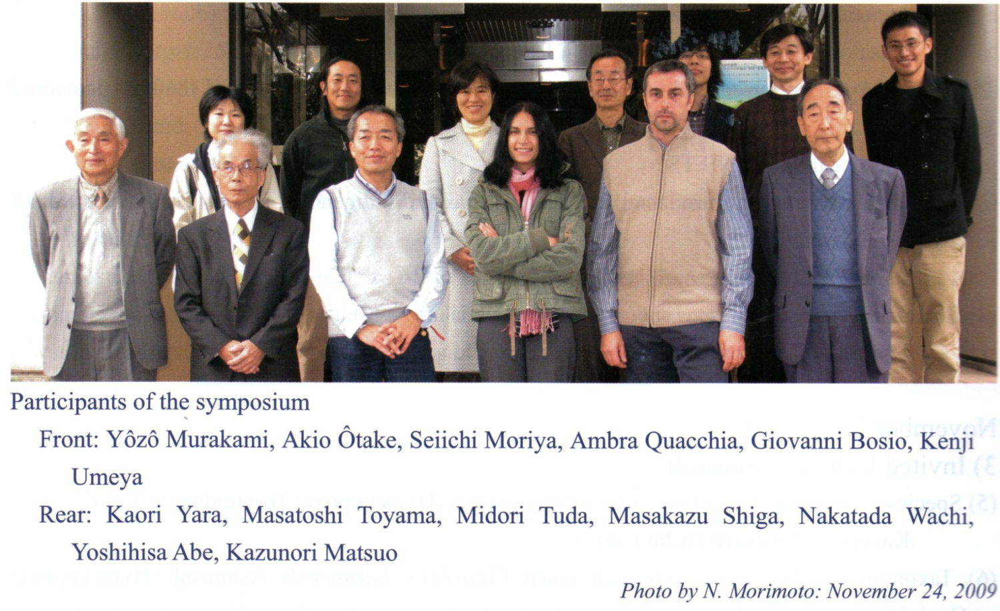 Participants of the symposium
Front: Yôzô Murakami, Akio Ôtake, Seiichi Moriya, Ambra Quacchia, Giovanni Bosio, Kenji
Umeya
Rear: Kaori Yara, Masatoshi Toyama, Midori Tuda, Masakazu Shiga, Nakatada Wachi,
Yoshihisa Abe, Kazunori Matsuo
Photo by N. Morimoto: November 24, 2009